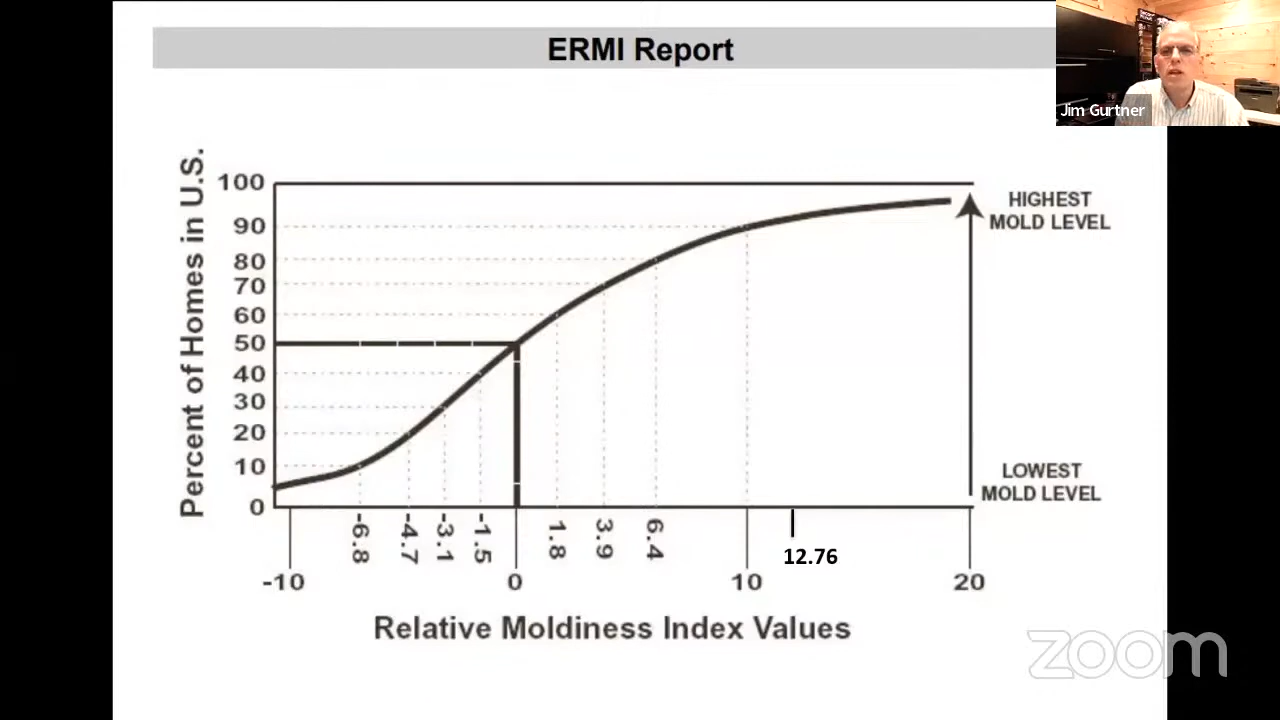 ERMI Report
Jim Gurtner
Percent of Homes in U.S.
100
90
80
70
60
50
40
30
20
10
0
HIGHEST
MOLD LEVEL
LOWEST
MOLD LEVEL
-6.8
-4.7
-3.1
-1.5
1.8
3.9
6.4
12.76
-10
0
10
20
Relative Moldiness Index Values
zoom